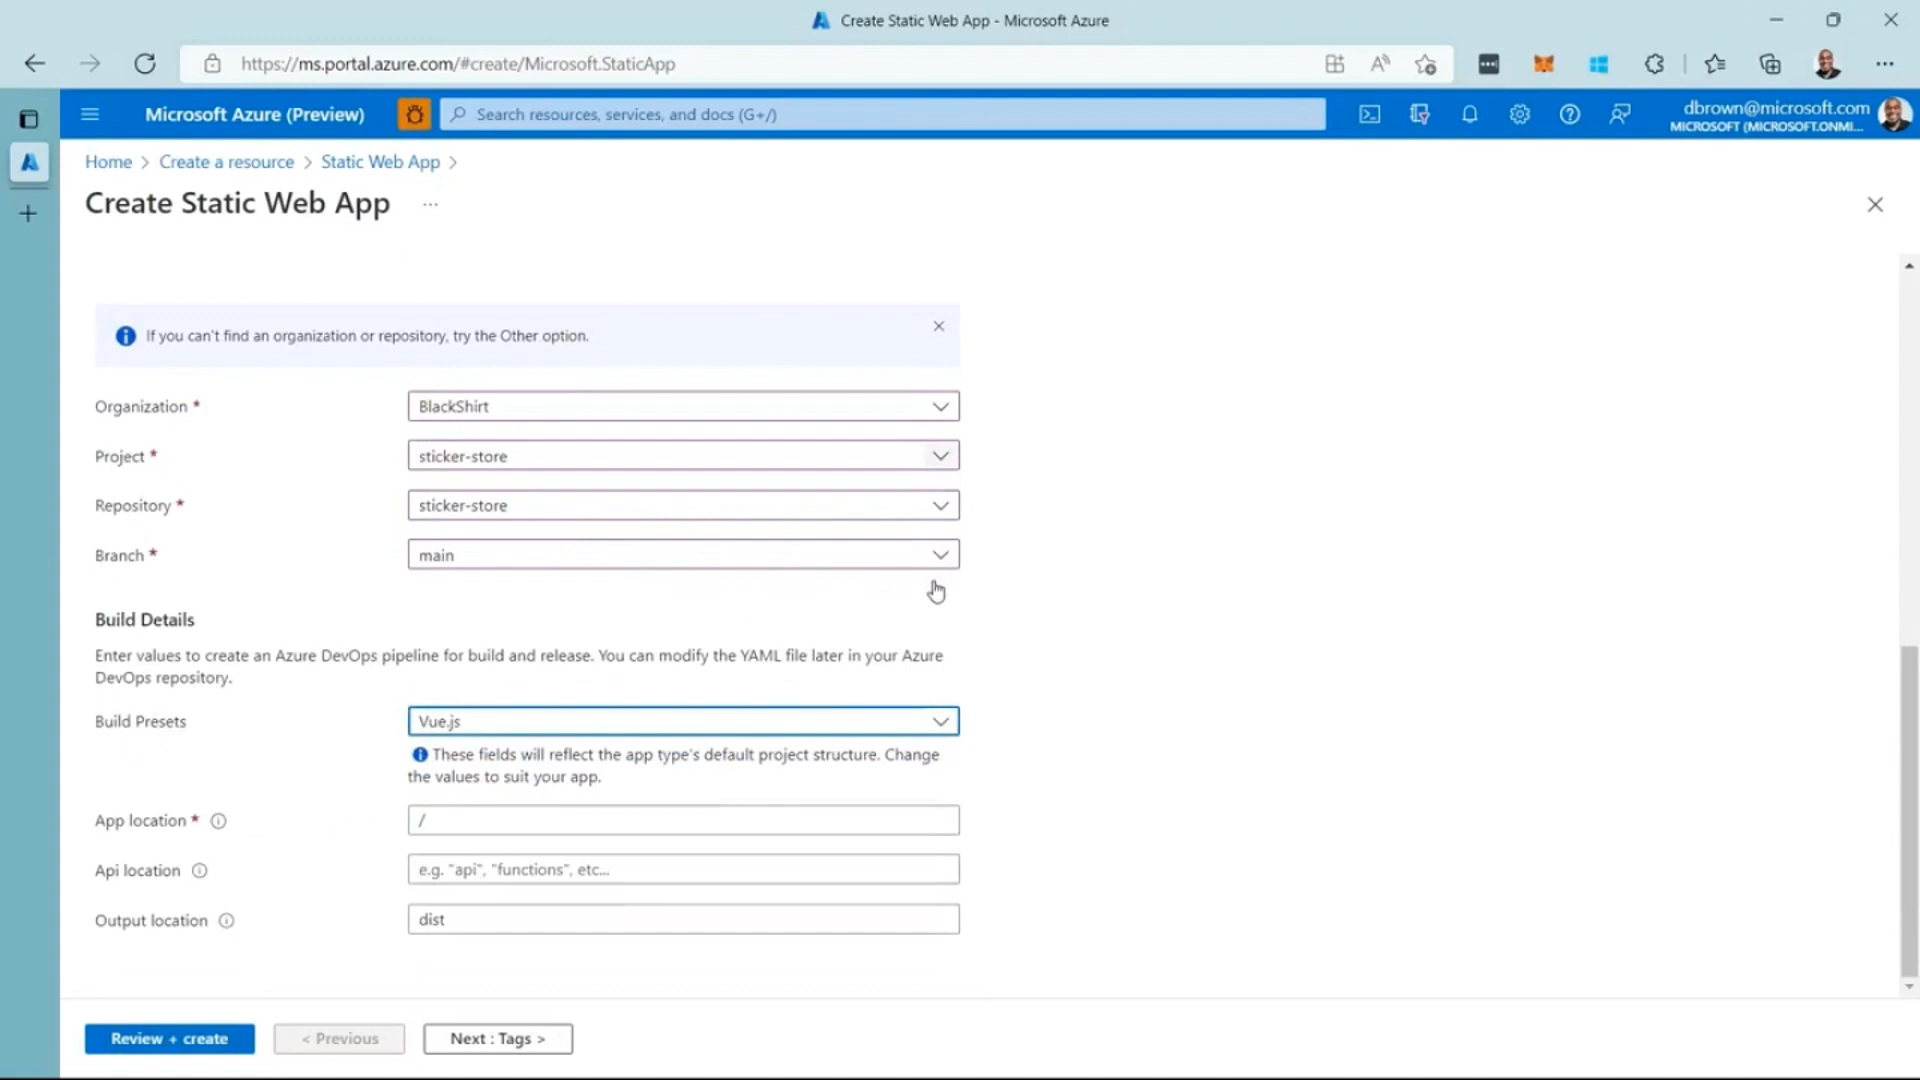 Create Static Web App - Microsoft Azure
https://ms.portal.azure.com/#create/Microsoft.StaticApp
Microsoft Azure (Preview)
Search resources, services, and docs (G+/)
dbrown@microsoft.com
MICROSOFT (MICROSOFT.ONMI...
Home > Create a resource > Static Web App >
Create Static Web App ...
If you can't find an organization or repository, try the Other option.
Organization * BlackShirt
Project * sticker-store
Repository * sticker-store
Branch * main
Build Details
Enter values to create an Azure DevOps pipeline for build and release. You can modify the YAML file later in your Azure
DevOps repository.
Build Presets Vue.js
These fields will reflect the app type's default project structure. Change
the values to suit your app.
App location * /
Api location e.g. "api", "functions", etc...
Output location dist
Review + create < Previous Next : Tags >